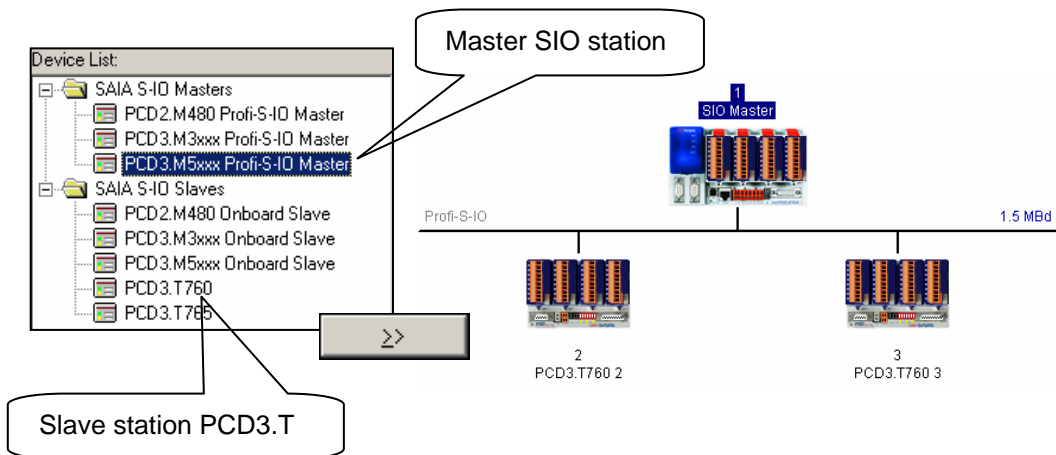 Master SIO station
Device List:
SAIA S-IO Masters
PCD2.M480 Profi-S-IO Master
PCD3.M3xxx Profi-S-IO Master
PCD3.M5xxx Profi-S-IO Master
SAIA S-IO Slaves
PCD2.M480 Onboard Slave
PCD3.M3xxx Onboard Slave
PCD3.M5xxx Onboard Slave
PCD3.T760
PCD3.T765
>>
Slave station PCD3.T
1
SIO Master
Profi-S-IO
1.5 MBd
2
PCD3.T760 2
3
PCD3.T760 3